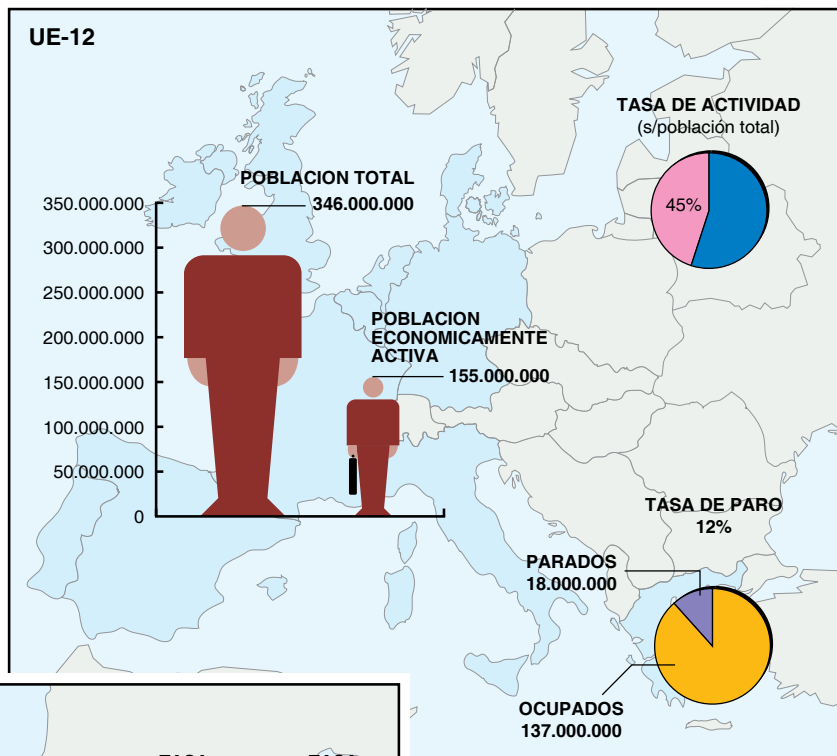 UE-12
TASA DE ACTIVIDAD
(s/población total)
45%
POBLACION TOTAL
346.000.000
350.000.000
300.000.000
250.000.000
200.000.000
150.000.000
100.000.000
50.000.000
0
POBLACION
ECONOMICAMENTE
ACTIVA
155.000.000
TASA DE PARO
12%
PARADOS
18.000.000
OCUPADOS
137.000.000